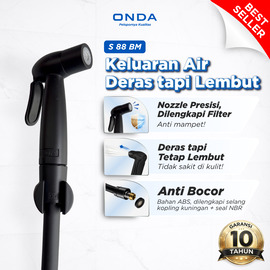 ONDA
Pelopornya Kualitas
BEST SELLER
S 88 BM
Keluaran Air
Deras tapi Lembut
Nozzle Presisi,
Dilengkapi Filter
Anti mampet!
Deras tapi
Tetap Lembut
Tidak sakit di kulit!
Anti Bocor
Bahan ABS, dilengkapi selang
kopling kuningan + seal NBR
GARANSI
10
TAHUN